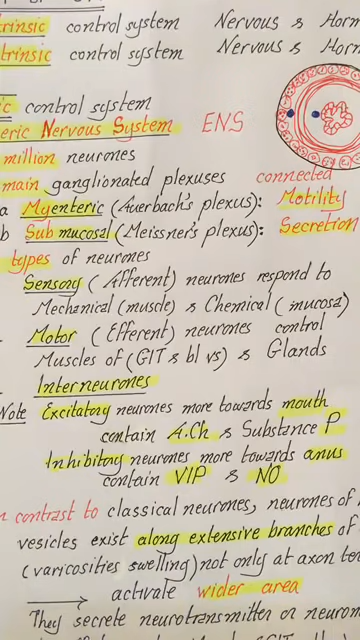 trinsic control system Nervous & Horm
trinsic control system Nervous & Horm
ic control system
eric Nervous System ENS
million neurones
main ganglionated plexuses connected
a Myenteric (Auerbach's plexus): Motility
b Sub mucosal (Meissner's plexus): Secretion
types of neurones
Sensory (Afferent) neurones respond to
Mechanical (muscle) & Chemical (mucosa)
Motor (Efferent) neurones control
Muscles of (GIT & bl vs) & Glands
Interneurones
Note Excitatory neurones more towards mouth
contain A.Ch & Substance P
Inhibitory neurones more towards anus
contain VIP & NO
n contrast to classical neurones, neurones of
vesicles exist along extensive branches of
(varicosities swelling) not only at axon ter
→ activate wider area
They secrete neurotransmitter or neurom